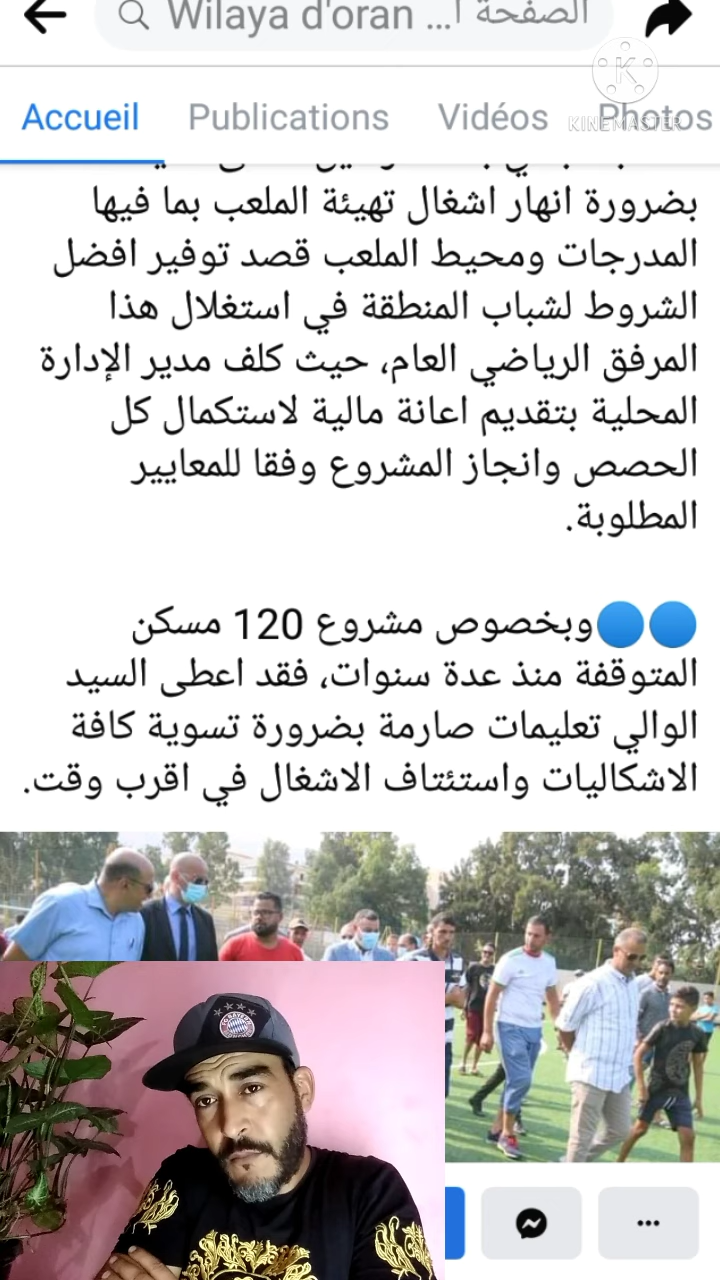 Wilaya d'oran ...الصفحة ا
Accueil Publications Vidéos Photos
KINEMASTER
بضرورة انهار اشغال تهيئة الملعب بما فيها
المدرجات ومحيط الملعب قصد توفير افضل
الشروط لشباب المنطقة في استغلال هذا
المرفق الرياضي العام، حيث كلف مدير الإدارة
المحلية بتقديم اعانة مالية لاستكمال كل
الحصص وانجاز المشروع وفقا للمعايير
المطلوبة.
وبخصوص مشروع 120 مسكن
المتوقفة منذ عدة سنوات، فقد اعطى السيد
الوالي تعليمات صارمة بضرورة تسوية كافة
الاشكاليات واستئتاف الاشغال في اقرب وقت.
FC BAYERN